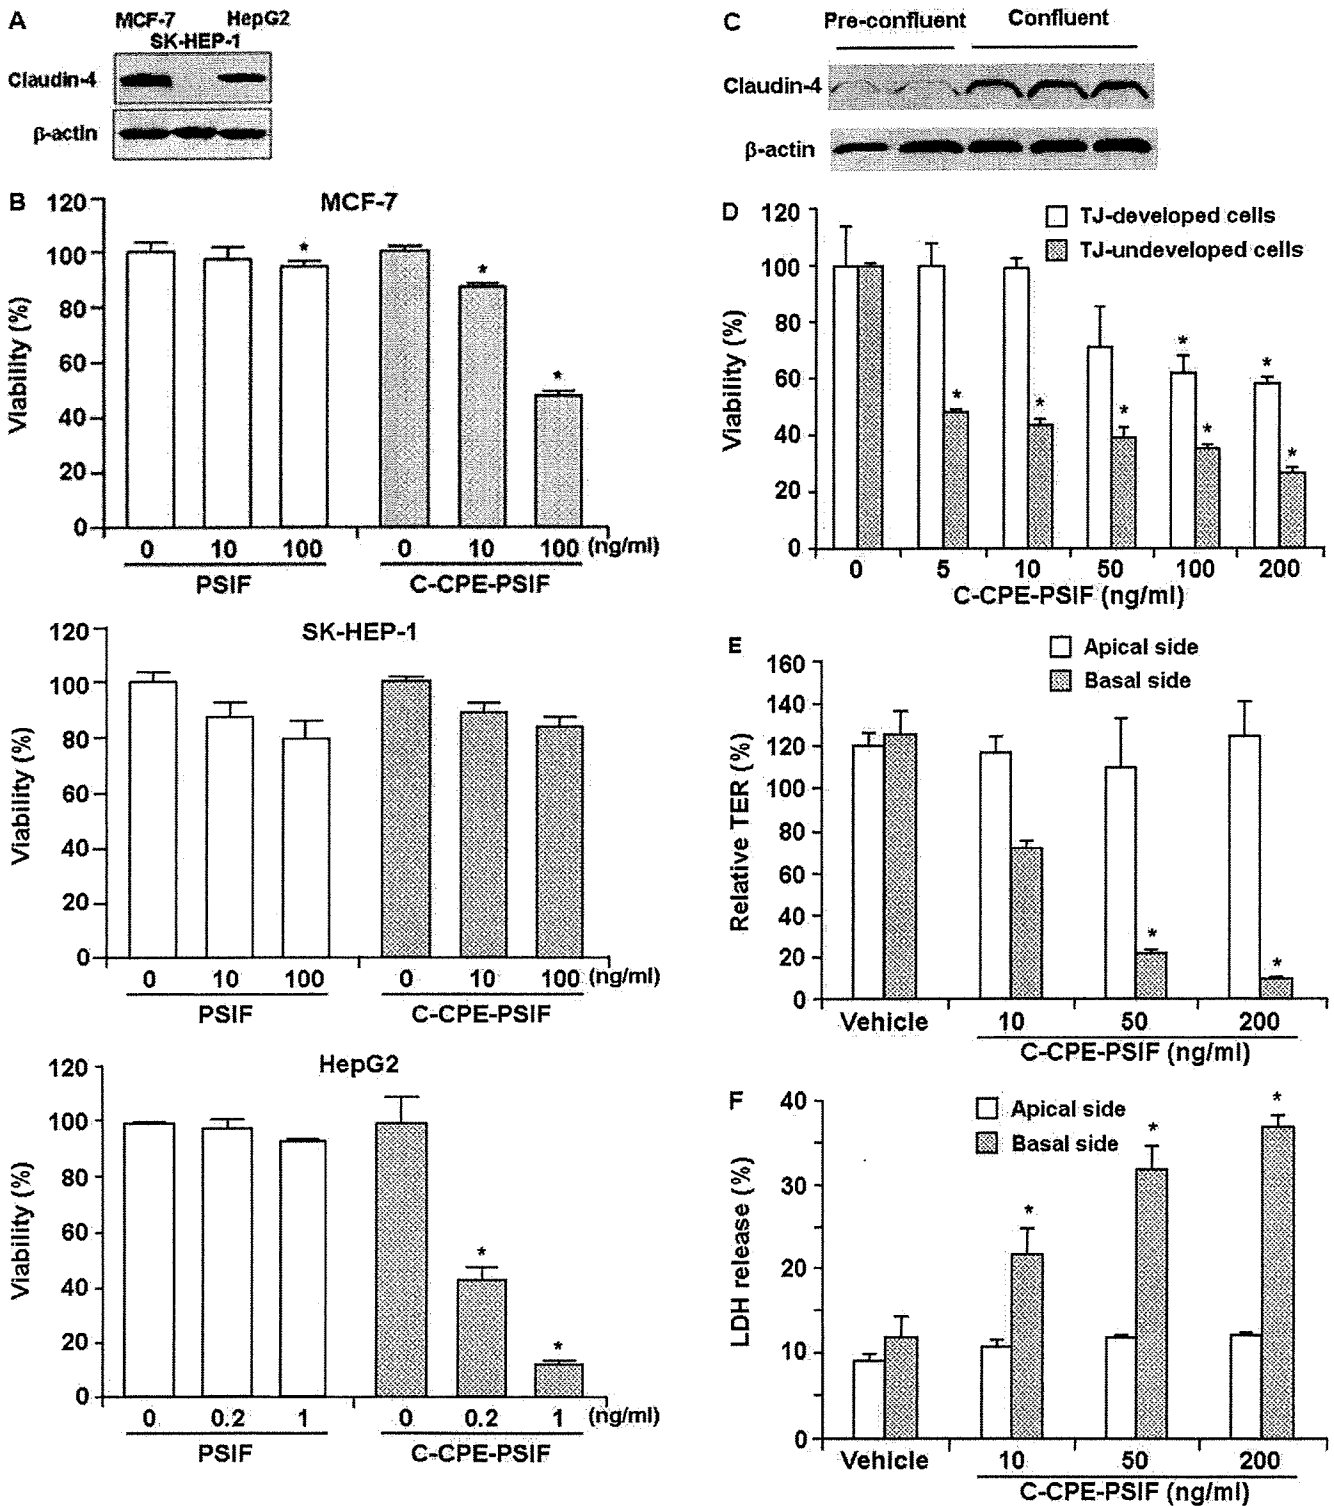 A
MCF-7 HepG2
SK-HEP-1
Claudin-4
β-actin
B
MCF-7
Viability (%)
120
100
80
60
40
20
0
* * *
0 10 100 0 10 100 (ng/ml)
PSIF C-CPE-PSIF
SK-HEP-1
Viability (%)
120
100
80
60
40
20
0
0 10 100 0 10 100 (ng/ml)
PSIF C-CPE-PSIF
HepG2
Viability (%)
120
100
80
60
40
20
0
* *
0 0.2 1 0 0.2 1 (ng/ml)
PSIF C-CPE-PSIF
C
Pre-confluent Confluent
Claudin-4
β-actin
D
TJ-developed cells
TJ-undeveloped cells
Viability (%)
120
100
80
60
40
20
0
* * * * * * *
0 5 10 50 100 200
C-CPE-PSIF (ng/ml)
E
Apical side
Basal side
Relative TER (%)
160
140
120
100
80
60
40
20
0
* *
Vehicle 10 50 200
C-CPE-PSIF (ng/ml)
F
Apical side
Basal side
LDH release (%)
40
30
20
10
0
* * *
Vehicle 10 50 200
C-CPE-PSIF (ng/ml)